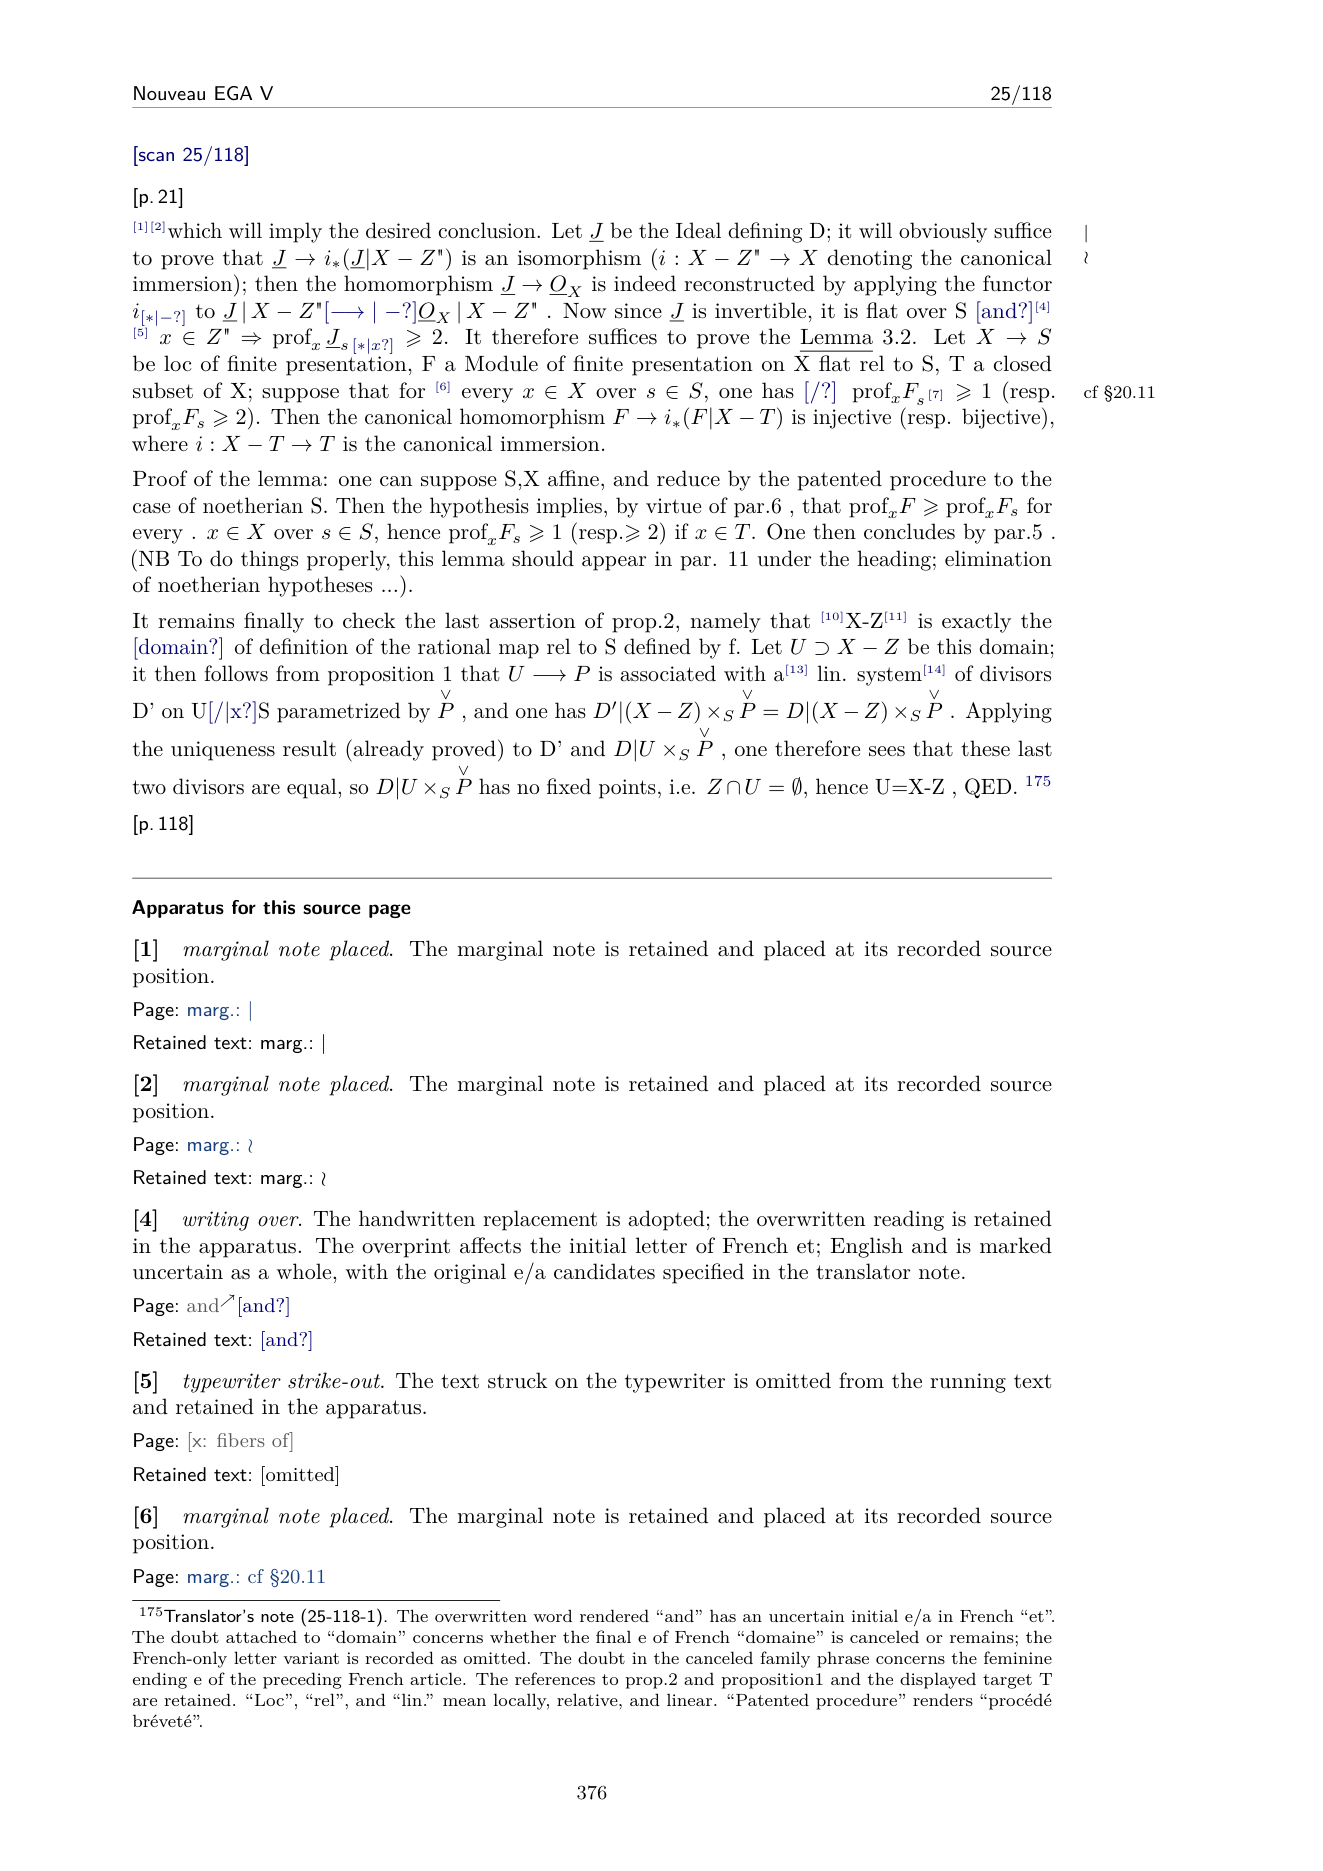 Nouveau EGA V 25/118
[scan 25/118]
[p. 21]
[1][2]which will imply the desired conclusion. Let J be the Ideal defining D; it will obviously suffice |
to prove that J → i∗(J|X − Z") is an isomorphism (i : X − Z" → X denoting the canonical ≀
immersion); then the homomorphism J → O_X is indeed reconstructed by applying the functor
i_[∗|−?] to J | X − Z"[⟶ | −?]O_X | X − Z" . Now since J is invertible, it is flat over S [and?][4]
[5] x ∈ Z" ⇒ prof_x J_s [∗|x?] ⩾ 2. It therefore suffices to prove the Lemma 3.2. Let X → S
be loc of finite presentation, F a Module of finite presentation on X flat rel to S, T a closed
subset of X; suppose that for [6] every x ∈ X over s ∈ S, one has [/?] prof_x F_s [7] ⩾ 1 (resp. cf §20.11
prof_x F_s ⩾ 2). Then the canonical homomorphism F → i∗(F|X − T) is injective (resp. bijective),
where i : X − T → T is the canonical immersion.
Proof of the lemma: one can suppose S,X affine, and reduce by the patented procedure to the
case of noetherian S. Then the hypothesis implies, by virtue of par.6 , that prof_x F ⩾ prof_x F_s for
every . x ∈ X over s ∈ S, hence prof_x F_s ⩾ 1 (resp.⩾ 2) if x ∈ T. One then concludes by par.5 .
(NB To do things properly, this lemma should appear in par. 11 under the heading; elimination
of noetherian hypotheses ...).
It remains finally to check the last assertion of prop.2, namely that [10]X-Z[11] is exactly the
[domain?] of definition of the rational map rel to S defined by f. Let U ⊃ X − Z be this domain;
it then follows from proposition 1 that U ⟶ P is associated with a[13] lin. system[14] of divisors
D’ on U[/|x?]S parametrized by P̌ , and one has D′|(X − Z) ×_S P̌ = D|(X − Z) ×_S P̌ . Applying
the uniqueness result (already proved) to D’ and D|U ×_S P̌ , one therefore sees that these last
two divisors are equal, so D|U ×_S P̌ has no fixed points, i.e. Z ∩ U = ∅, hence U=X-Z , QED. 175
[p. 118]
Apparatus for this source page
[1] marginal note placed. The marginal note is retained and placed at its recorded source
position.
Page: marg.: |
Retained text: marg.: |
[2] marginal note placed. The marginal note is retained and placed at its recorded source
position.
Page: marg.: ≀
Retained text: marg.: ≀
[4] writing over. The handwritten replacement is adopted; the overwritten reading is retained
in the apparatus. The overprint affects the initial letter of French et; English and is marked
uncertain as a whole, with the original e/a candidates specified in the translator note.
Page: and↗[and?]
Retained text: [and?]
[5] typewriter strike-out. The text struck on the typewriter is omitted from the running text
and retained in the apparatus.
Page: [x: fibers of]
Retained text: [omitted]
[6] marginal note placed. The marginal note is retained and placed at its recorded source
position.
Page: marg.: cf §20.11
175Translator’s note (25-118-1). The overwritten word rendered “and” has an uncertain initial e/a in French “et”.
The doubt attached to “domain” concerns whether the final e of French “domaine” is canceled or remains; the
French-only letter variant is recorded as omitted. The doubt in the canceled family phrase concerns the feminine
ending e of the preceding French article. The references to prop.2 and proposition1 and the displayed target T
are retained. “Loc”, “rel”, and “lin.” mean locally, relative, and linear. “Patented procedure” renders “procédé
bréveté”.
376